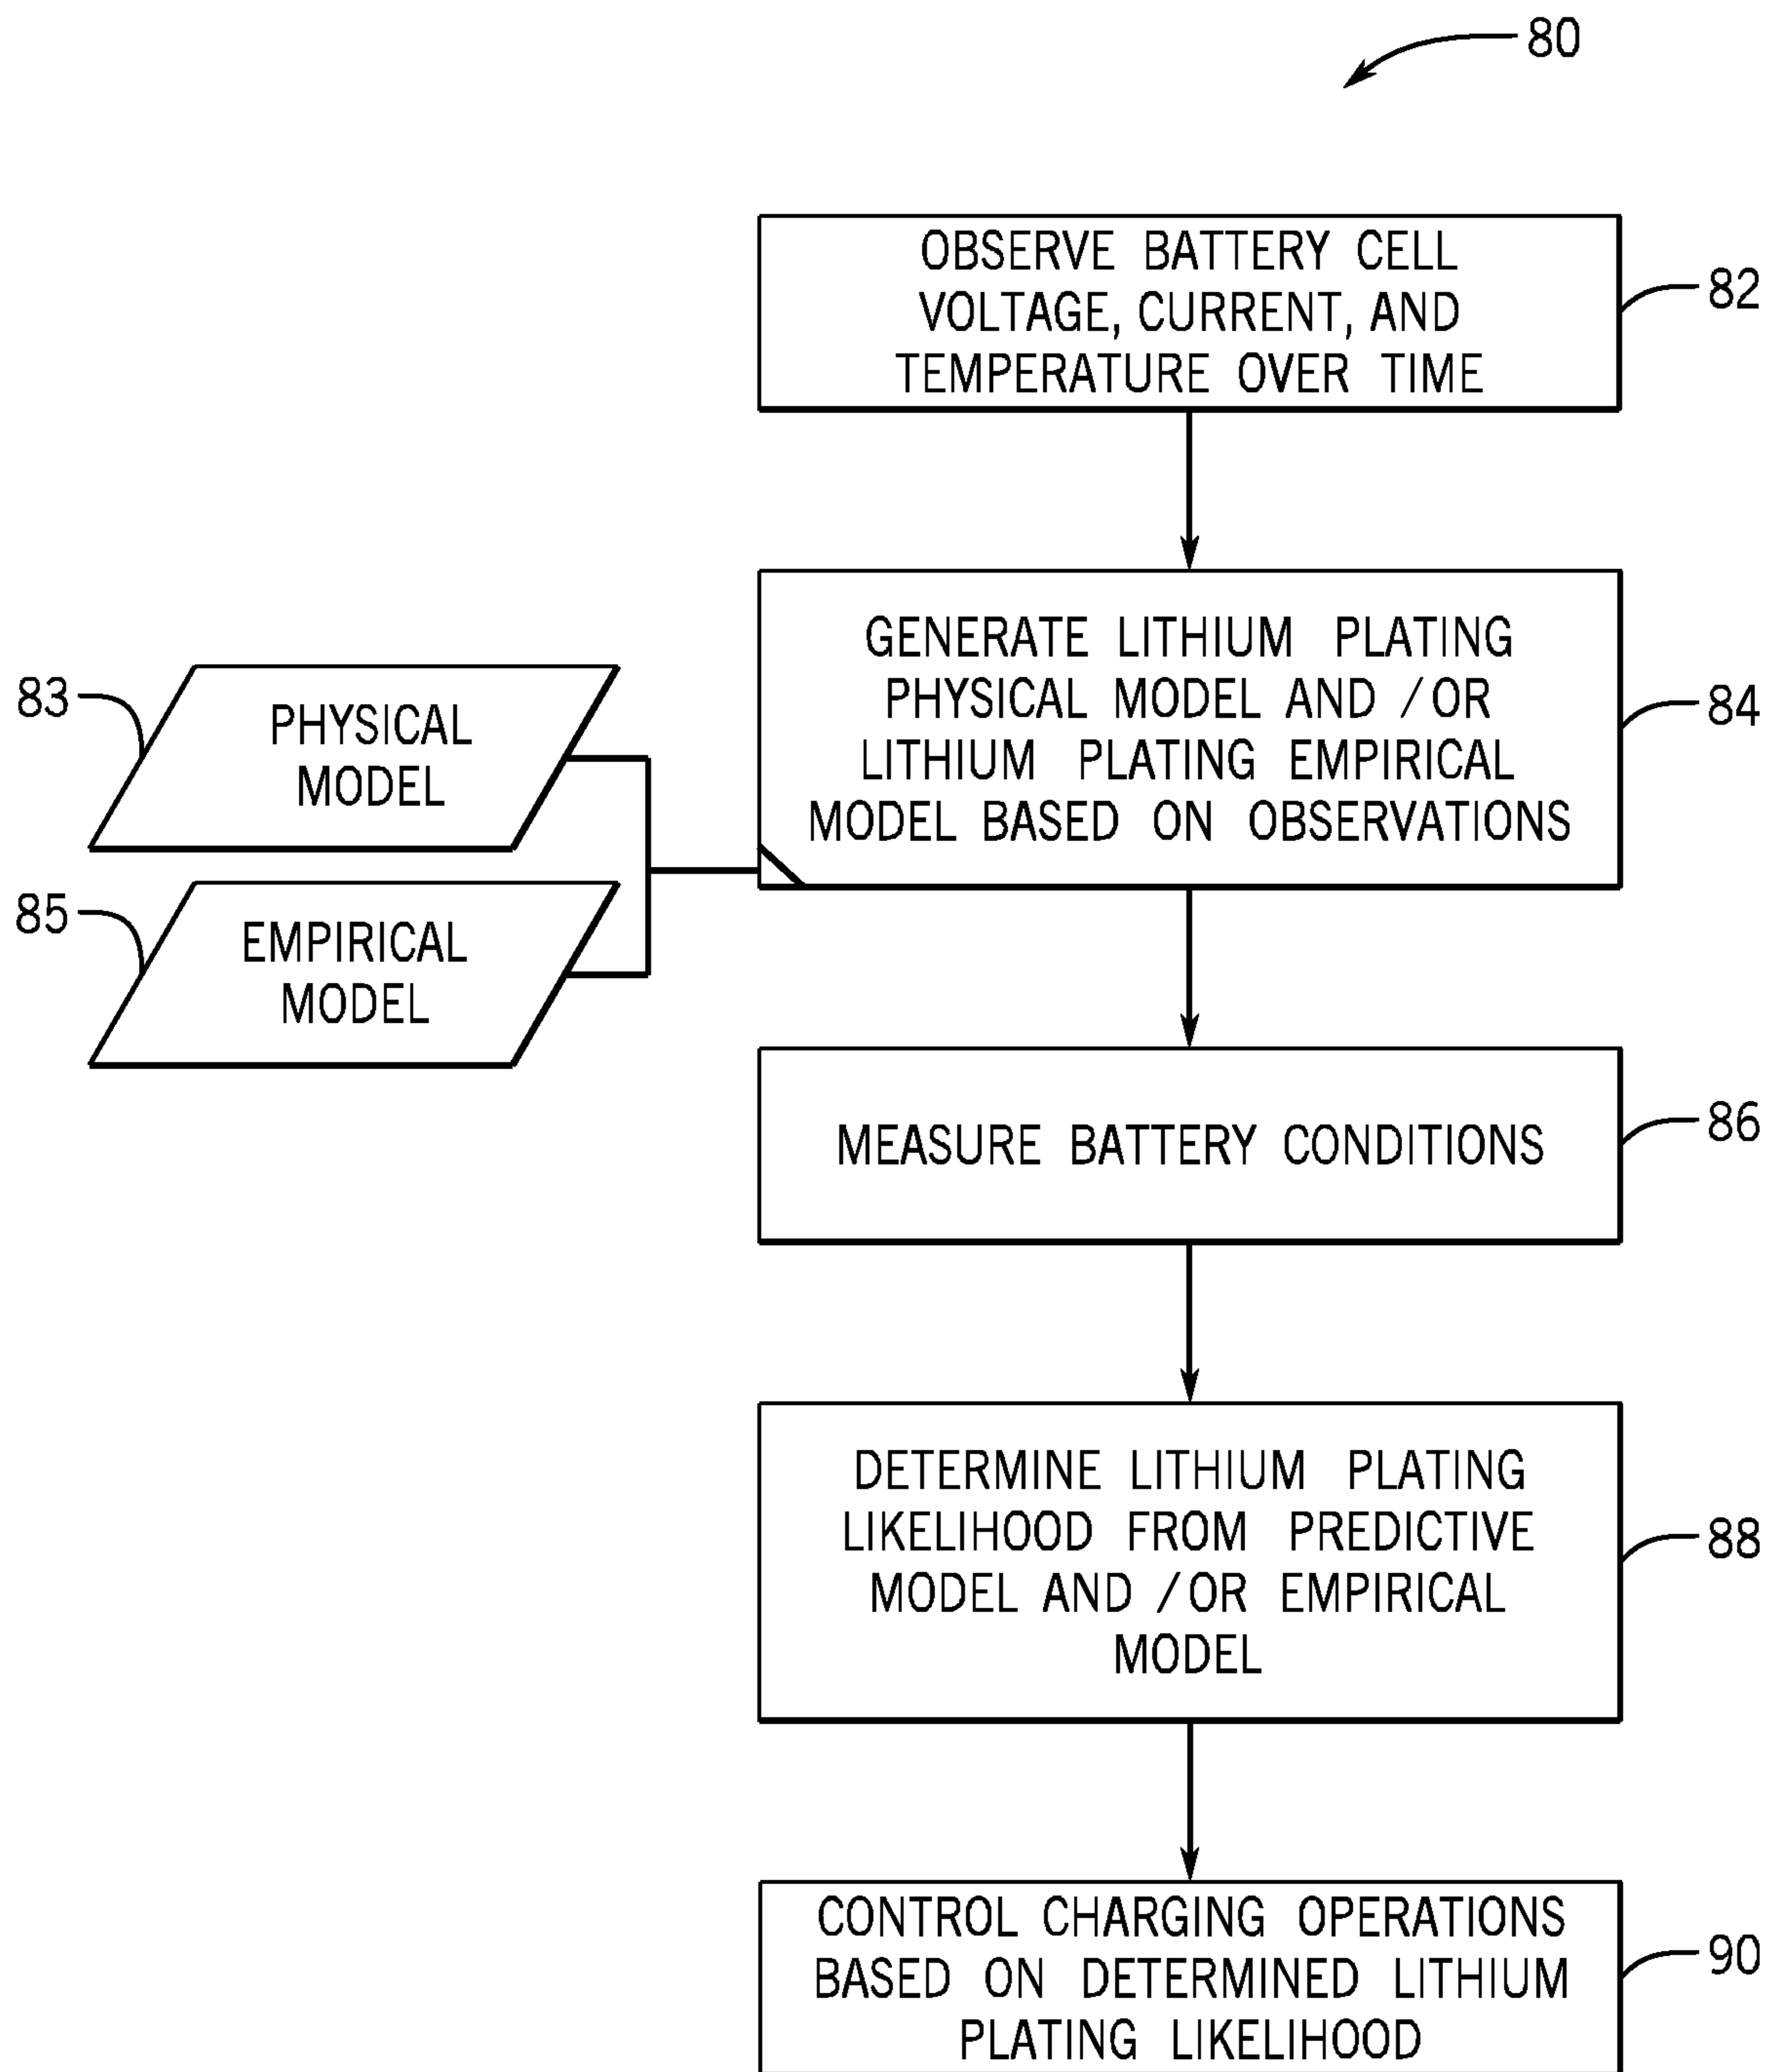 80
OBSERVE BATTERY CELL
VOLTAGE, CURRENT, AND
TEMPERATURE OVER TIME
82
GENERATE LITHIUM PLATING
PHYSICAL MODEL AND /OR
LITHIUM PLATING EMPIRICAL
MODEL BASED ON OBSERVATIONS
84
83
PHYSICAL
MODEL
85
EMPIRICAL
MODEL
MEASURE BATTERY CONDITIONS
86
DETERMINE LITHIUM PLATING
LIKELIHOOD FROM PREDICTIVE
MODEL AND /OR EMPIRICAL
MODEL
88
CONTROL CHARGING OPERATIONS
BASED ON DETERMINED LITHIUM
PLATING LIKELIHOOD
90